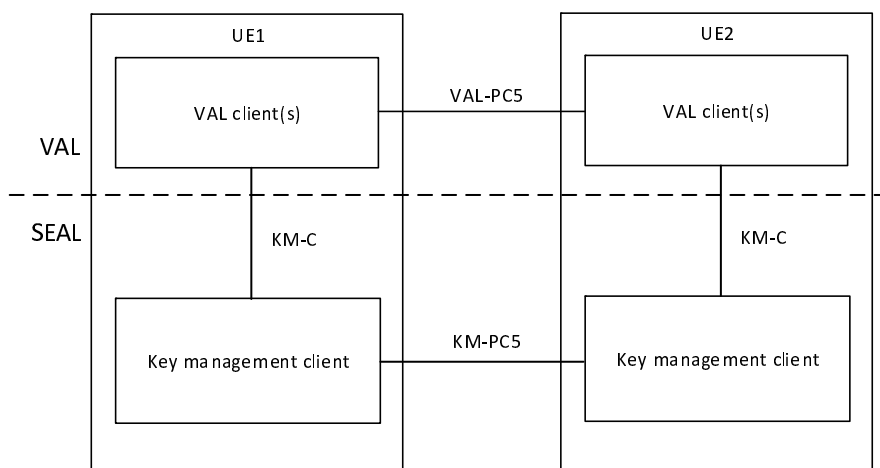 UE1
UE2
VAL client(s)
VAL-PC5
VAL client(s)
VAL
SEAL
KM-C
KM-C
Key management client
KM-PC5
Key management client